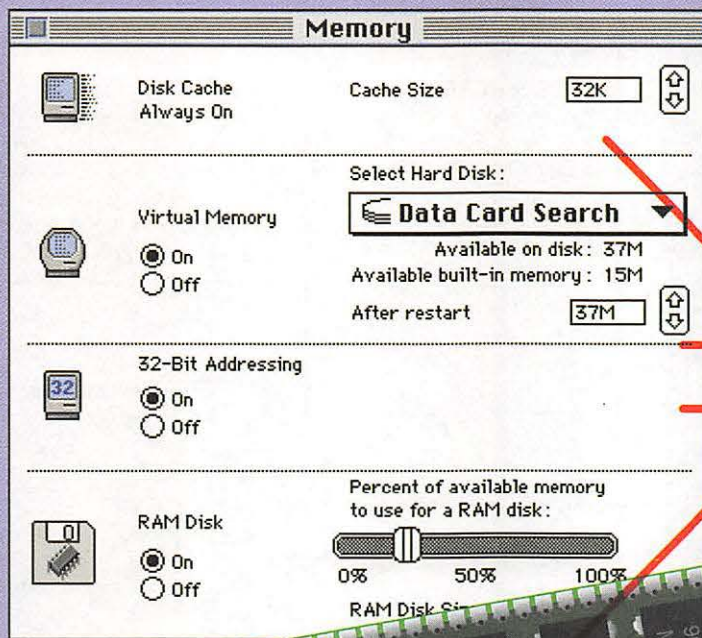 Memory
Disk Cache
Always On
Cache Size 32K
Select Hard Disk:
Data Card Search
Virtual Memory
On
Off
Available on disk: 37M
Available built-in memory: 15M
After restart 37M
32-Bit Addressing
32
On
Off
Percent of available memory
to use for a RAM disk:
RAM Disk
On
Off
0% 50% 100%
RAM Disk